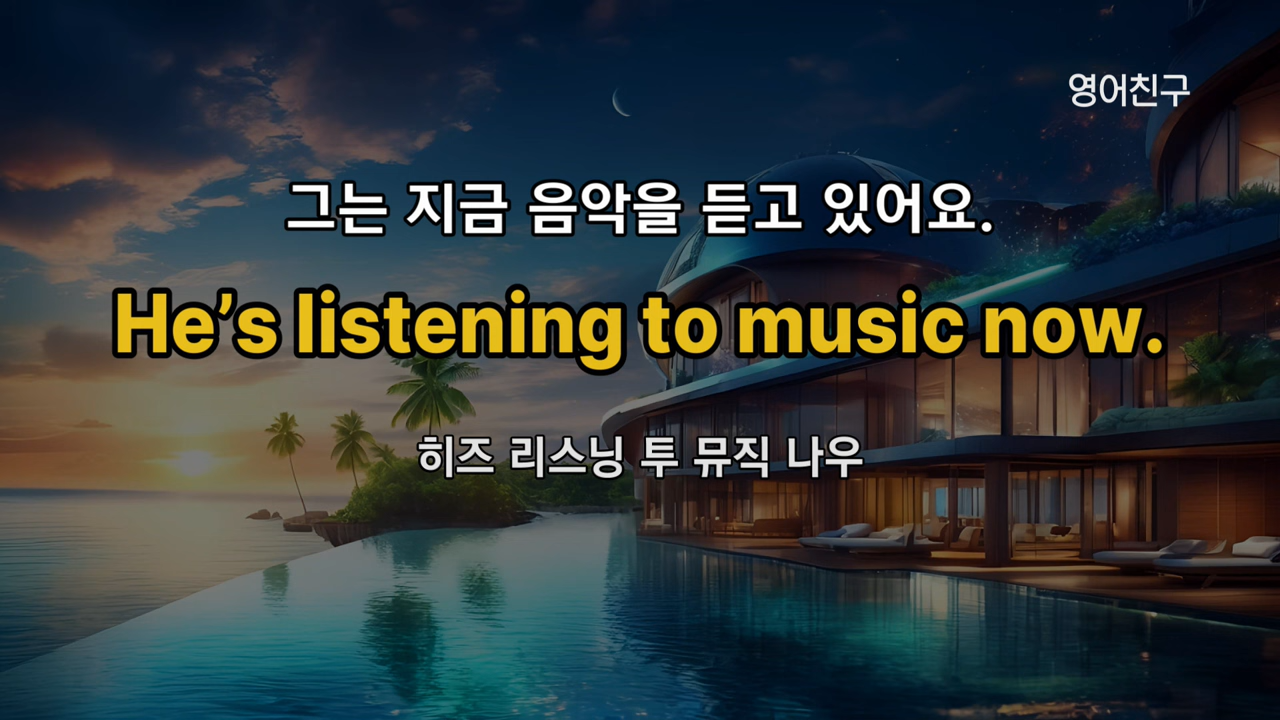 영어친구
그는 지금 음악을 듣고 있어요.
He’s listening to music now.
히즈 리스닝 투 뮤직 나우